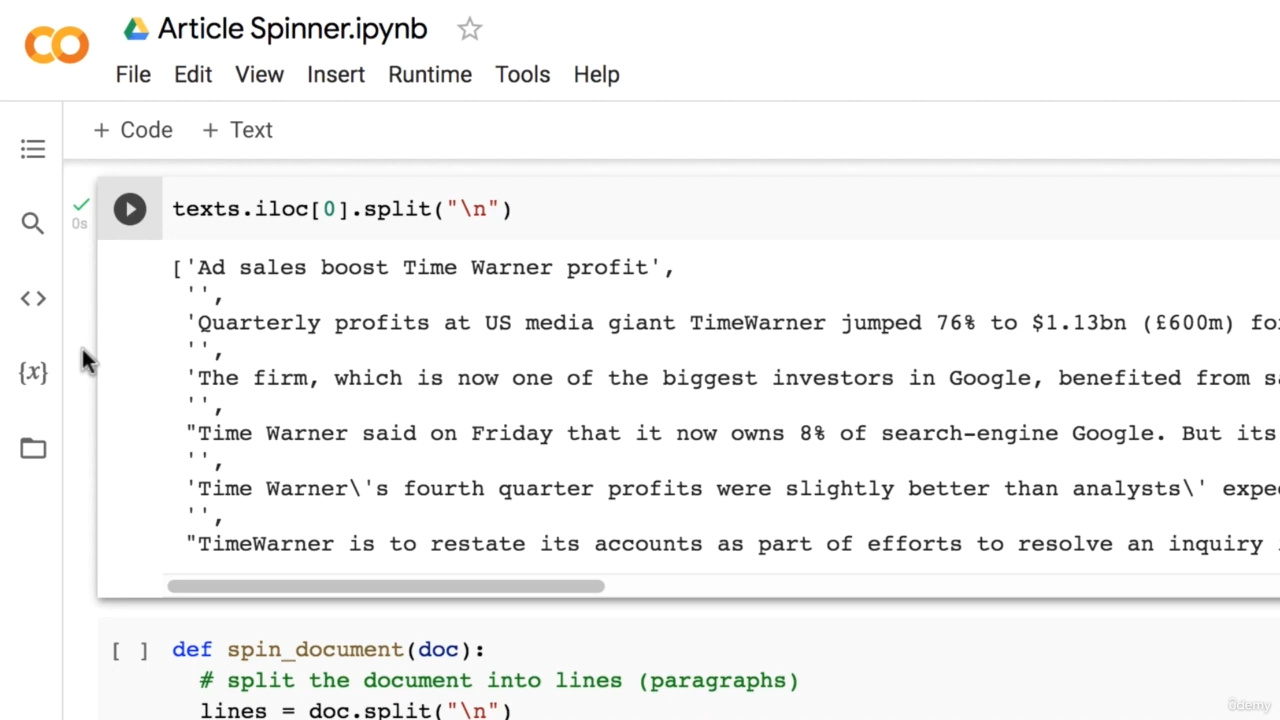 Article Spinner.ipynb
File Edit View Insert Runtime Tools Help
+ Code + Text
0s
texts.iloc[0].split("\n")
['Ad sales boost Time Warner profit',
'',
'Quarterly profits at US media giant TimeWarner jumped 76% to $1.13bn (£600m) for
'',
'The firm, which is now one of the biggest investors in Google, benefited from sa
'',
"Time Warner said on Friday that it now owns 8% of search-engine Google. But its
'',
'Time Warner\'s fourth quarter profits were slightly better than analysts\' expec
'',
"TimeWarner is to restate its accounts as part of efforts to resolve an inquiry
[ ] def spin_document(doc):
# split the document into lines (paragraphs)
lines = doc.split("\n")
{x}
ûdemy